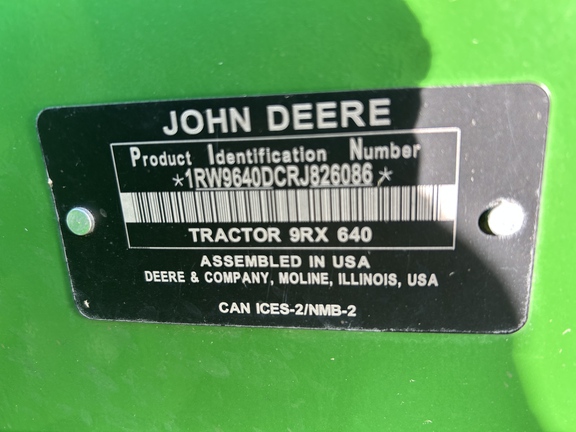 JOHN DEERE
Product Identification Number
*1RW9640DCRJ826086*
TRACTOR 9RX 640
ASSEMBLED IN USA
DEERE & COMPANY, MOLINE, ILLINOIS, USA
CAN ICES-2/NMB-2